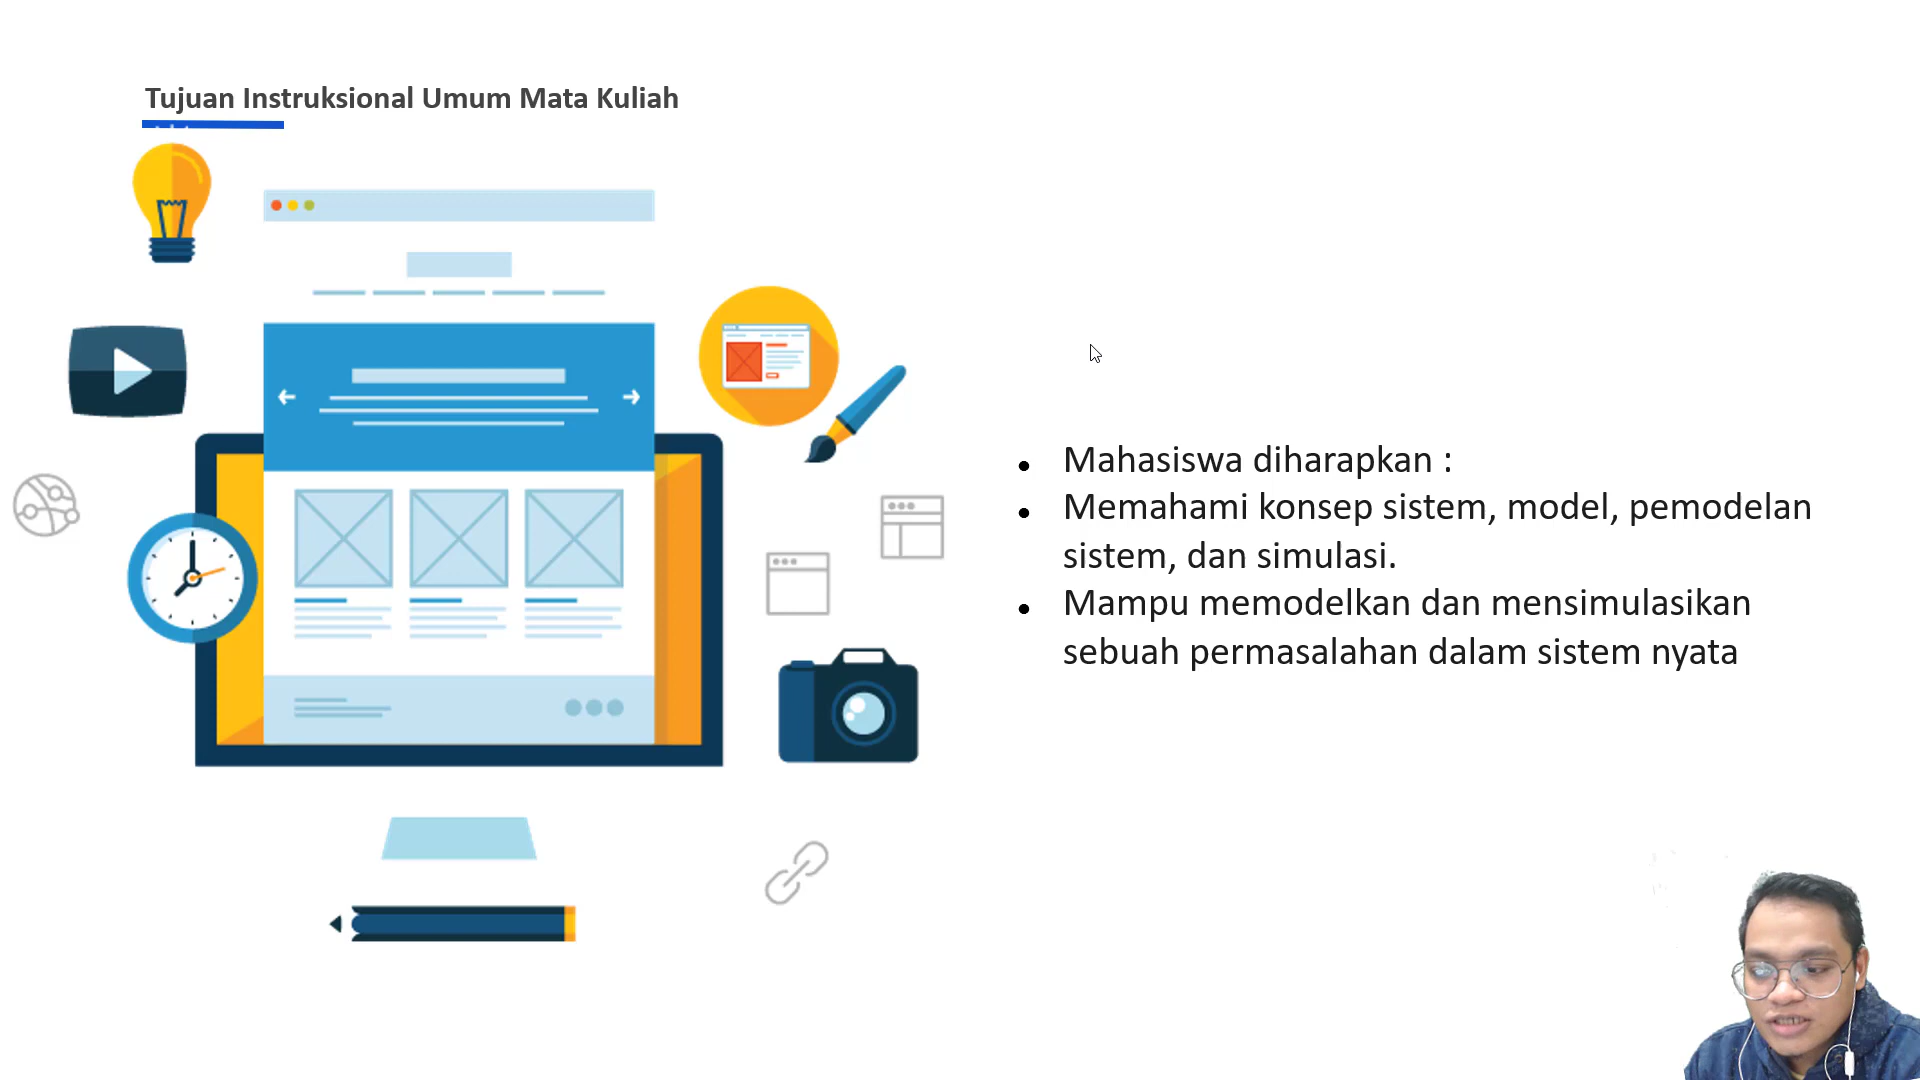 Tujuan Instruksional Umum Mata Kuliah
Mahasiswa diharapkan :
Memahami konsep sistem, model, pemodelan
sistem, dan simulasi.
Mampu memodelkan dan mensimulasikan
sebuah permasalahan dalam sistem nyata